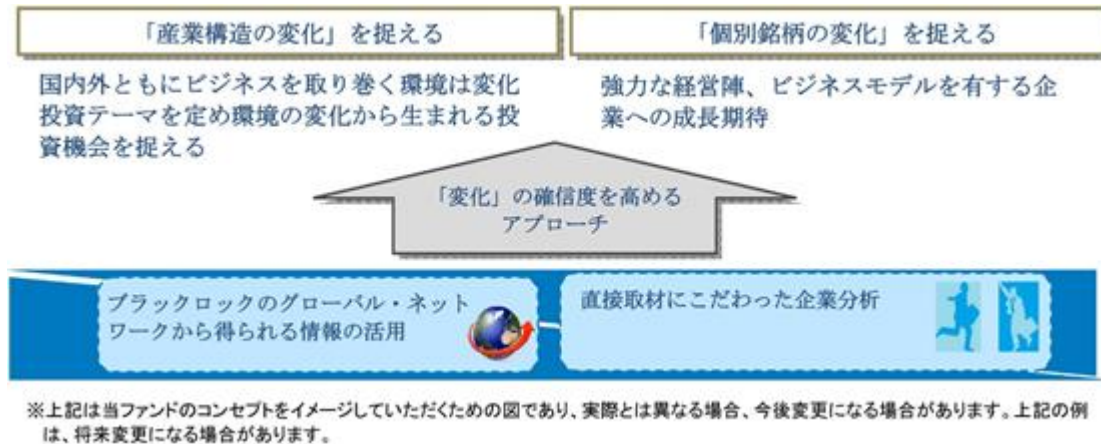 「産業構造の変化」を捉える
国内外ともにビジネスを取り巻く環境は変化
投資テーマを定め環境の変化から生まれる投
資機会を捉える
「個別銘柄の変化」を捉える
強力な経営陣、ビジネスモデルを有する企
業への成長期待
「変化」の確信度を高める
アプローチ
ブラックロックのグローバル・ネット
ワークから得られる情報の活用
直接取材にこだわった企業分析
※上記は当ファンドのコンセプトをイメージしていただくための図であり、実際とは異なる場合、今後変更になる場合があります。上記の例
は、将来変更になる場合があります。